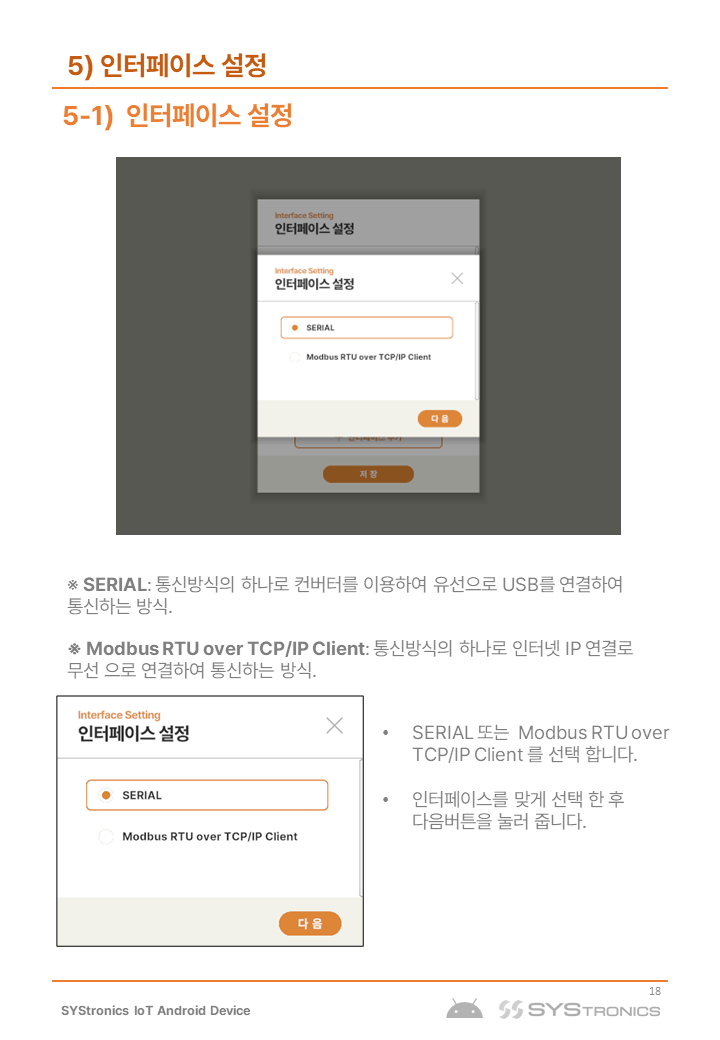 5) 인터페이스 설정
5-1) 인터페이스 설정
Interface Setting
인터페이스 설정
Interface Setting
인터페이스 설정
SERIAL
Modbus RTU over TCP/IP Client
다 음
저 장
※ SERIAL: 통신방식의 하나로 컨버터를 이용하여 유선으로 USB를 연결하여
통신하는 방식.
※ Modbus RTU over TCP/IP Client: 통신방식의 하나로 인터넷 IP 연결로
무선 으로 연결하여 통신하는 방식.
Interface Setting
인터페이스 설정
SERIAL
Modbus RTU over TCP/IP Client
다 음
• SERIAL 또는 Modbus RTU over
TCP/IP Client 를 선택 합니다.
• 인터페이스를 맞게 선택 한 후
다음버튼을 눌러 줍니다.
18
SYStronics IoT Android Device
SYSTRONICS